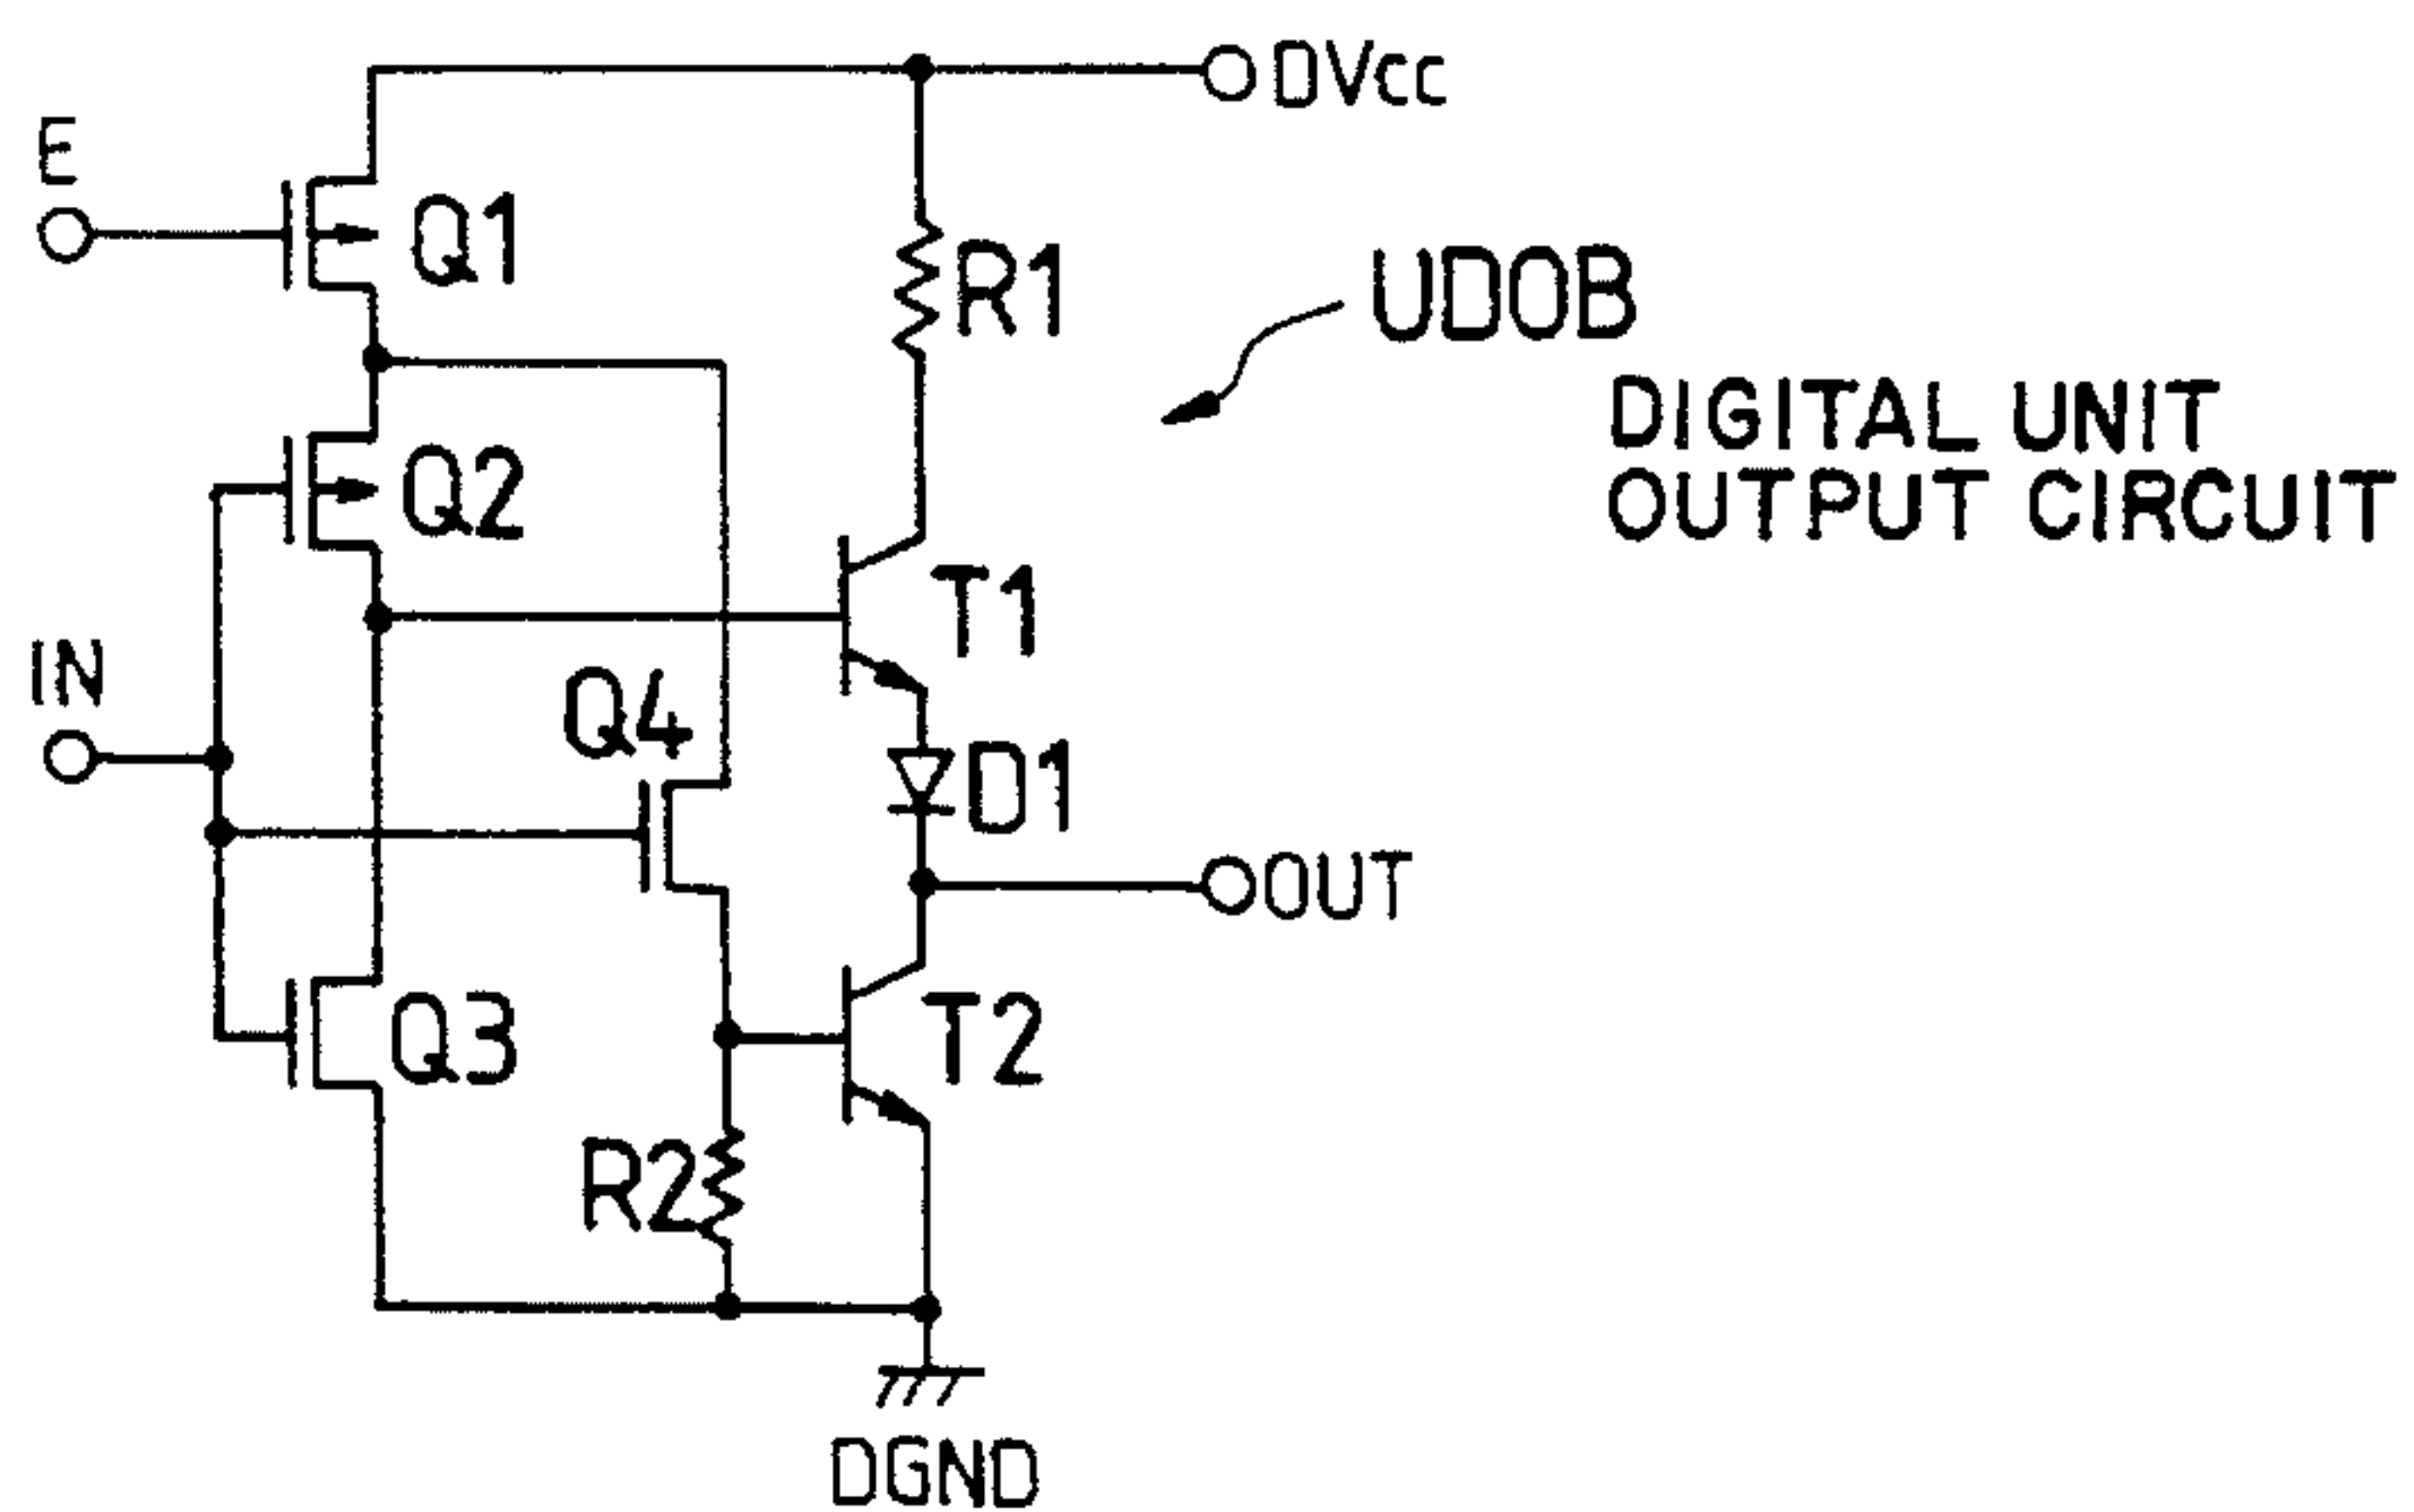 DVcc
E
Q1
R1
UDOB
DIGITAL UNIT
OUTPUT CIRCUIT
Q2
T1
IN
Q4
D1
OUT
Q3
T2
R2
DGND